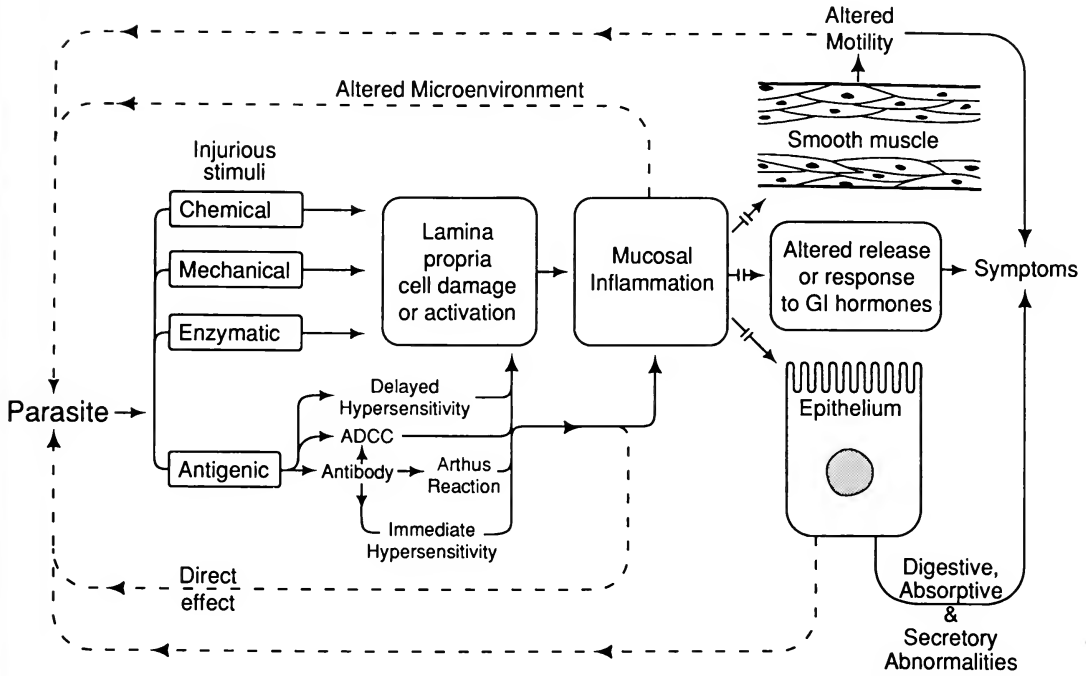 Altered
Motility
Altered Microenvironment
Injurious
stimuli
Smooth muscle
Chemical
Mechanical
Enzymatic
Lamina
propria
cell damage
or activation
Mucosal
Inflammation
Altered release
or response
to GI hormones
Symptoms
Parasite
Delayed
Hypersensitivity
ADCC
Antigenic
Antibody
Arthus
Reaction
Immediate
Hypersensitivity
Epithelium
Direct
effect
Digestive,
Absorptive
&
Secretory
Abnormalities